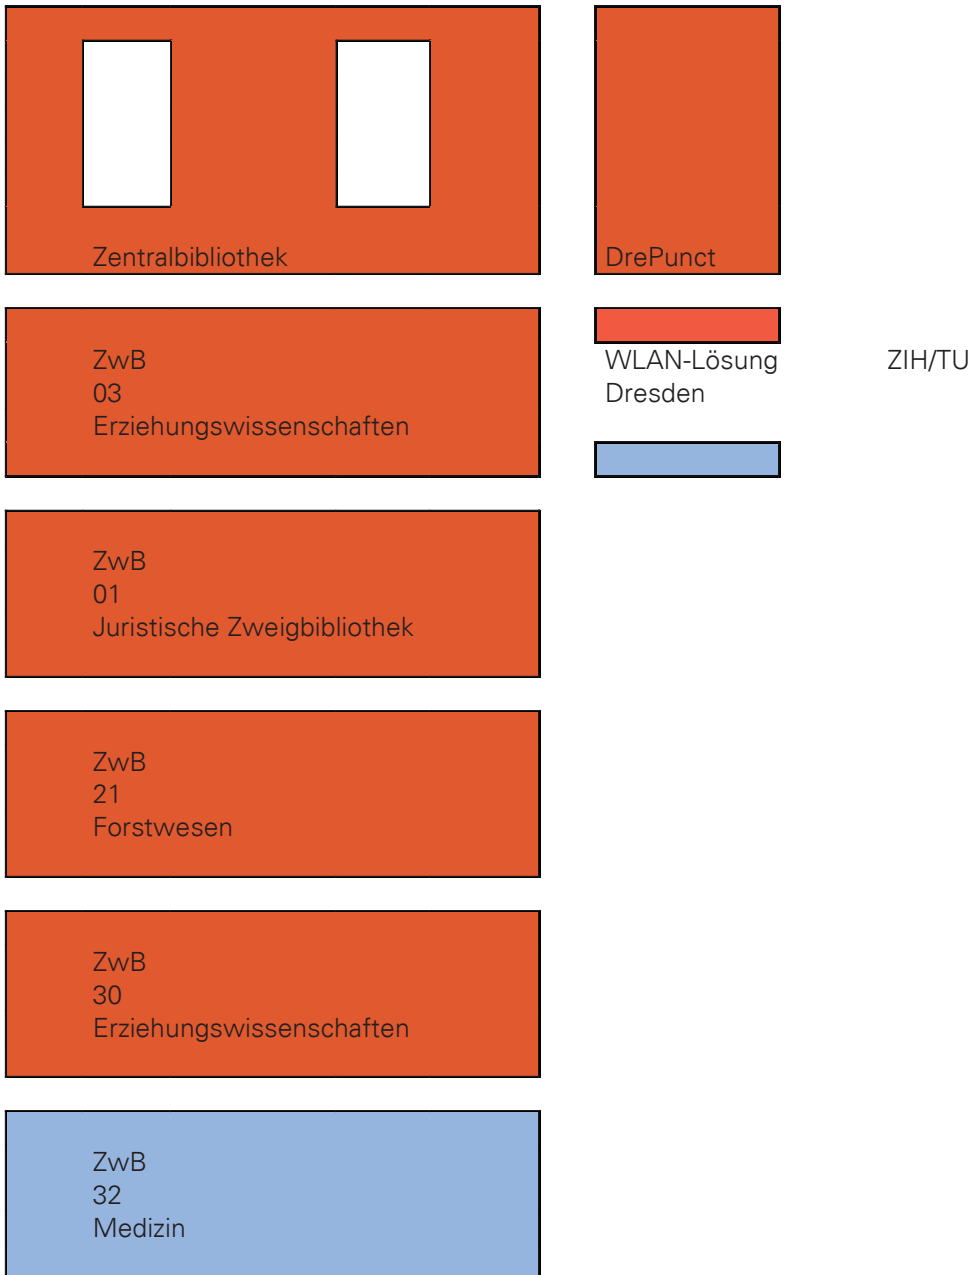 Zentralbibliothek
DrePunct
ZwB
03
Erziehungswissenschaften
WLAN-Lösung ZIH/TU
Dresden
ZwB
01
Juristische Zweigbibliothek
ZwB
21
Forstwesen
ZwB
30
Erziehungswissenschaften
ZwB
32
Medizin